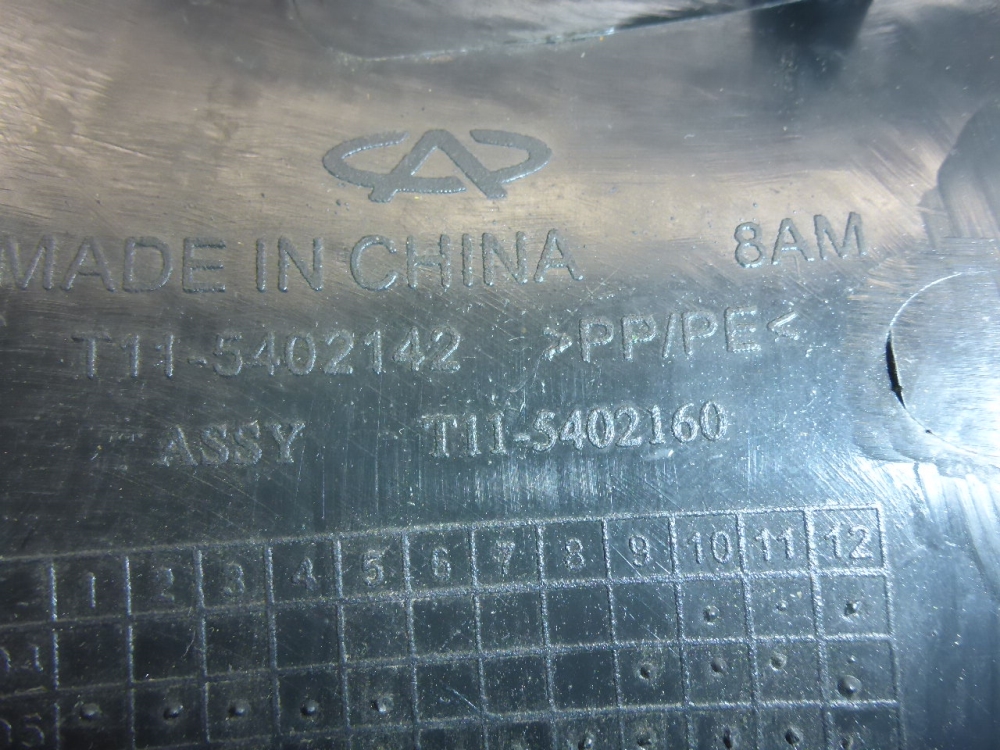 MADE IN CHINA 8AM
T11-5402142 >PP/PE<
ASSY T11-5402160
1 2 3 4 5 6 7 8 9 10 11 12